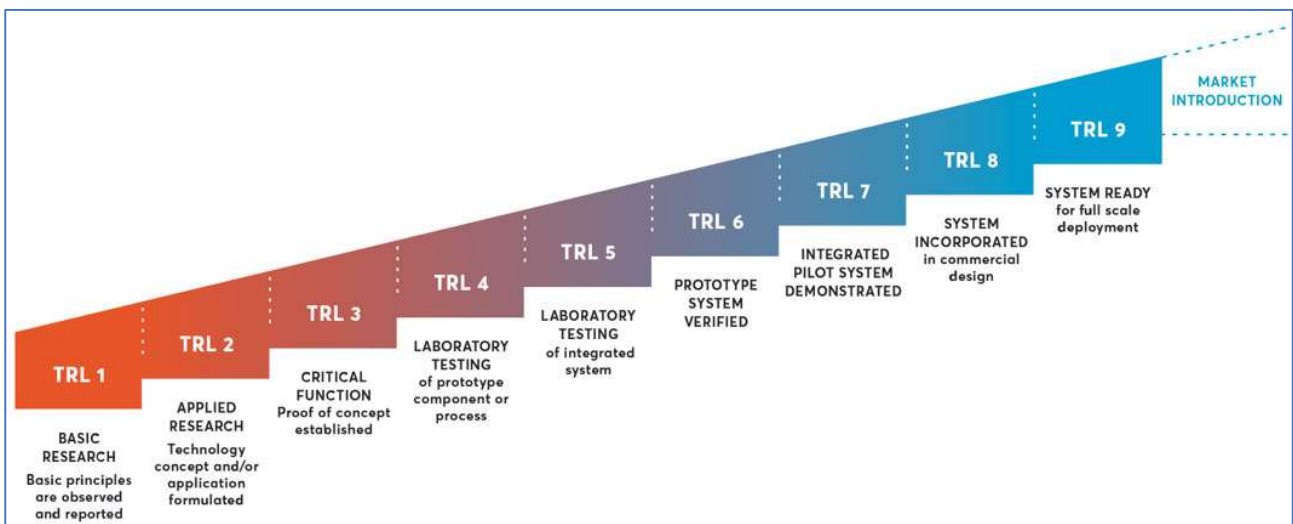 TRL 1
BASIC
RESEARCH
Basic principles
are observed
and reported
TRL 2
APPLIED
RESEARCH
Technology
concept and/or
application
formulated
TRL 3
CRITICAL
FUNCTION
Proof of concept
established
TRL 4
LABORATORY
TESTING
of prototype
component or
process
TRL 5
LABORATORY
TESTING
of integrated
system
TRL 6
PROTOTYPE
SYSTEM
VERIFIED
TRL 7
INTEGRATED
PILOT SYSTEM
DEMONSTRATED
TRL 8
SYSTEM
INCORPORATED
in commercial
design
TRL 9
SYSTEM READY
for full scale
deployment
MARKET
INTRODUCTION